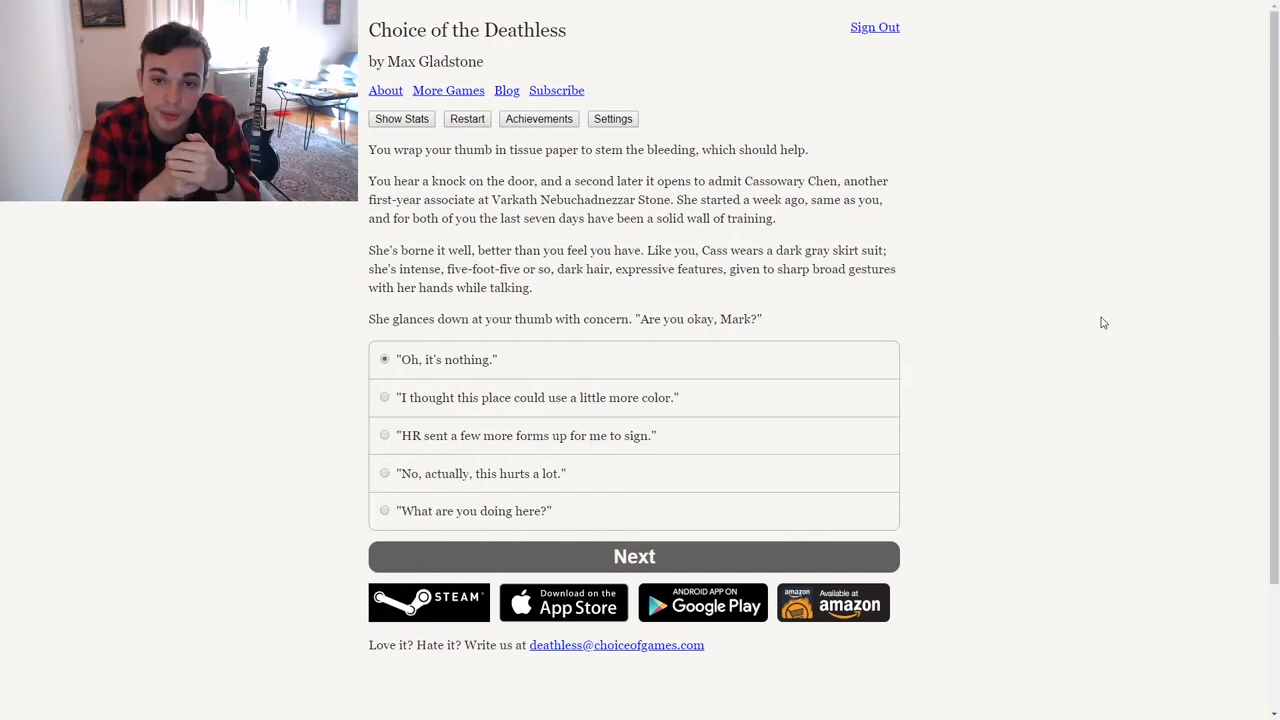 Choice of the Deathless
Sign Out
by Max Gladstone
About More Games Blog Subscribe
Show Stats Restart Achievements Settings
You wrap your thumb in tissue paper to stem the bleeding, which should help.
You hear a knock on the door, and a second later it opens to admit Cassowary Chen, another
first-year associate at Varkath Nebuchadnezzar Stone. She started a week ago, same as you,
and for both of you the last seven days have been a solid wall of training.
She's borne it well, better than you feel you have. Like you, Cass wears a dark gray skirt suit;
she's intense, five-foot-five or so, dark hair, expressive features, given to sharp broad gestures
with her hands while talking.
She glances down at your thumb with concern. "Are you okay, Mark?"
"Oh, it's nothing."
"I thought this place could use a little more color."
"HR sent a few more forms up for me to sign."
"No, actually, this hurts a lot."
"What are you doing here?"
Next
STEAM
Download on the
App Store
ANDROID APP ON
Google Play
amazon
Available at
amazon
Love it? Hate it? Write us at deathless@choiceofgames.com